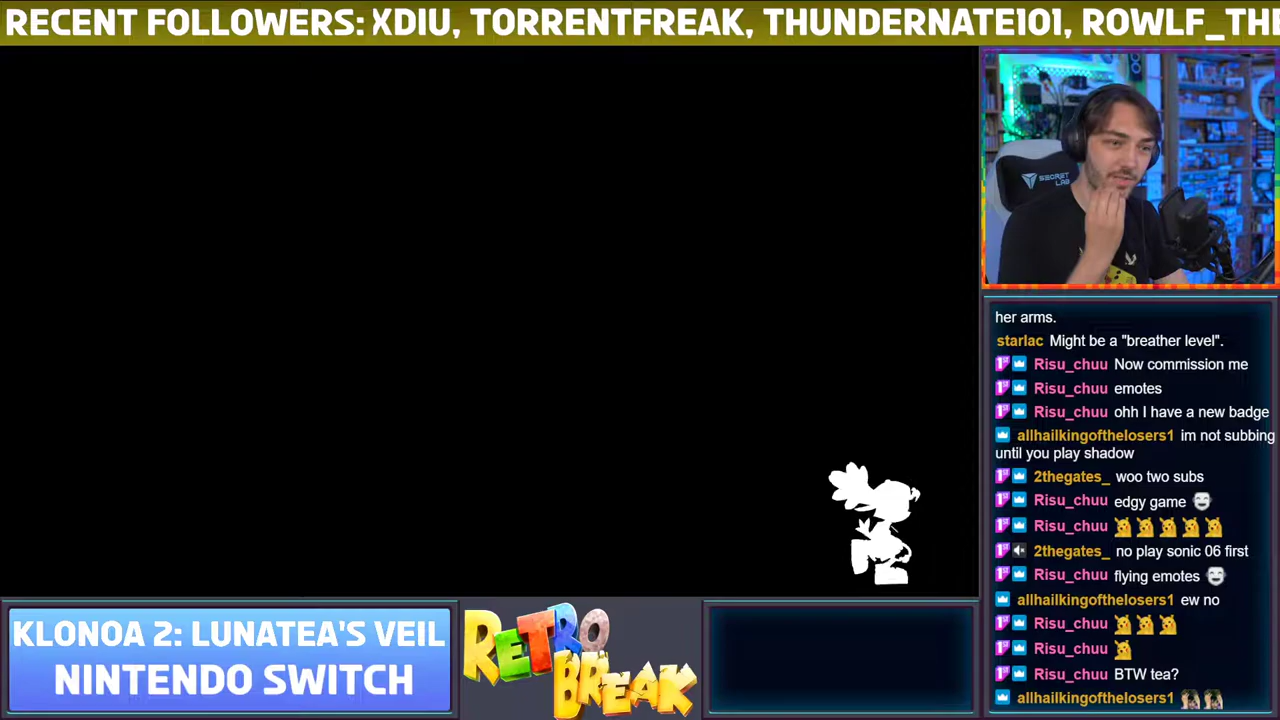 RECENT FOLLOWERS: XDIU, TORRENTFREAK, THUNDERNATE101, ROWLF_THE
SECRET
LAB
her arms.
starlac Might be a "breather level".
Risu_chuu Now commission me
Risu_chuu emotes
Risu_chuu ohh I have a new badge
allhailkingofthelosers1 im not subbing
until you play shadow
2thegates_ woo two subs
Risu_chuu edgy game
Risu_chuu
2thegates_ no play sonic 06 first
Risu_chuu flying emotes
allhailkingofthelosers1 ew no
Risu_chuu
Risu_chuu
Risu_chuu BTW tea?
allhailkingofthelosers1
KLONOA 2: LUNATEA'S VEIL
NINTENDO SWITCH
RETRO
BREAK